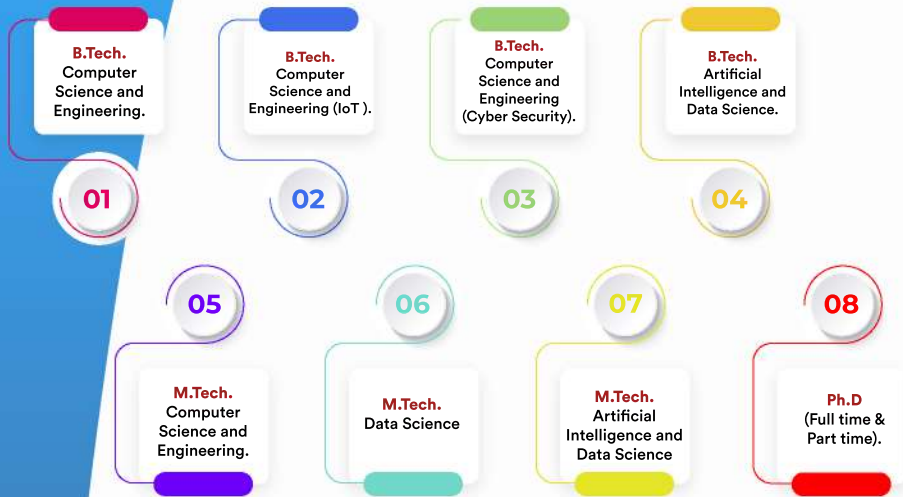 B.Tech.
Computer
Science and
Engineering.
01
B.Tech.
Computer
Science and
Engineering (IoT ).
02
B.Tech.
Computer
Science and
Engineering
(Cyber Security).
03
B.Tech.
Artificial
Intelligence and
Data Science.
04
05
M.Tech.
Computer
Science and
Engineering.
06
M.Tech.
Data Science
07
M.Tech.
Artificial
Intelligence and
Data Science
08
Ph.D
(Full time &
Part time).